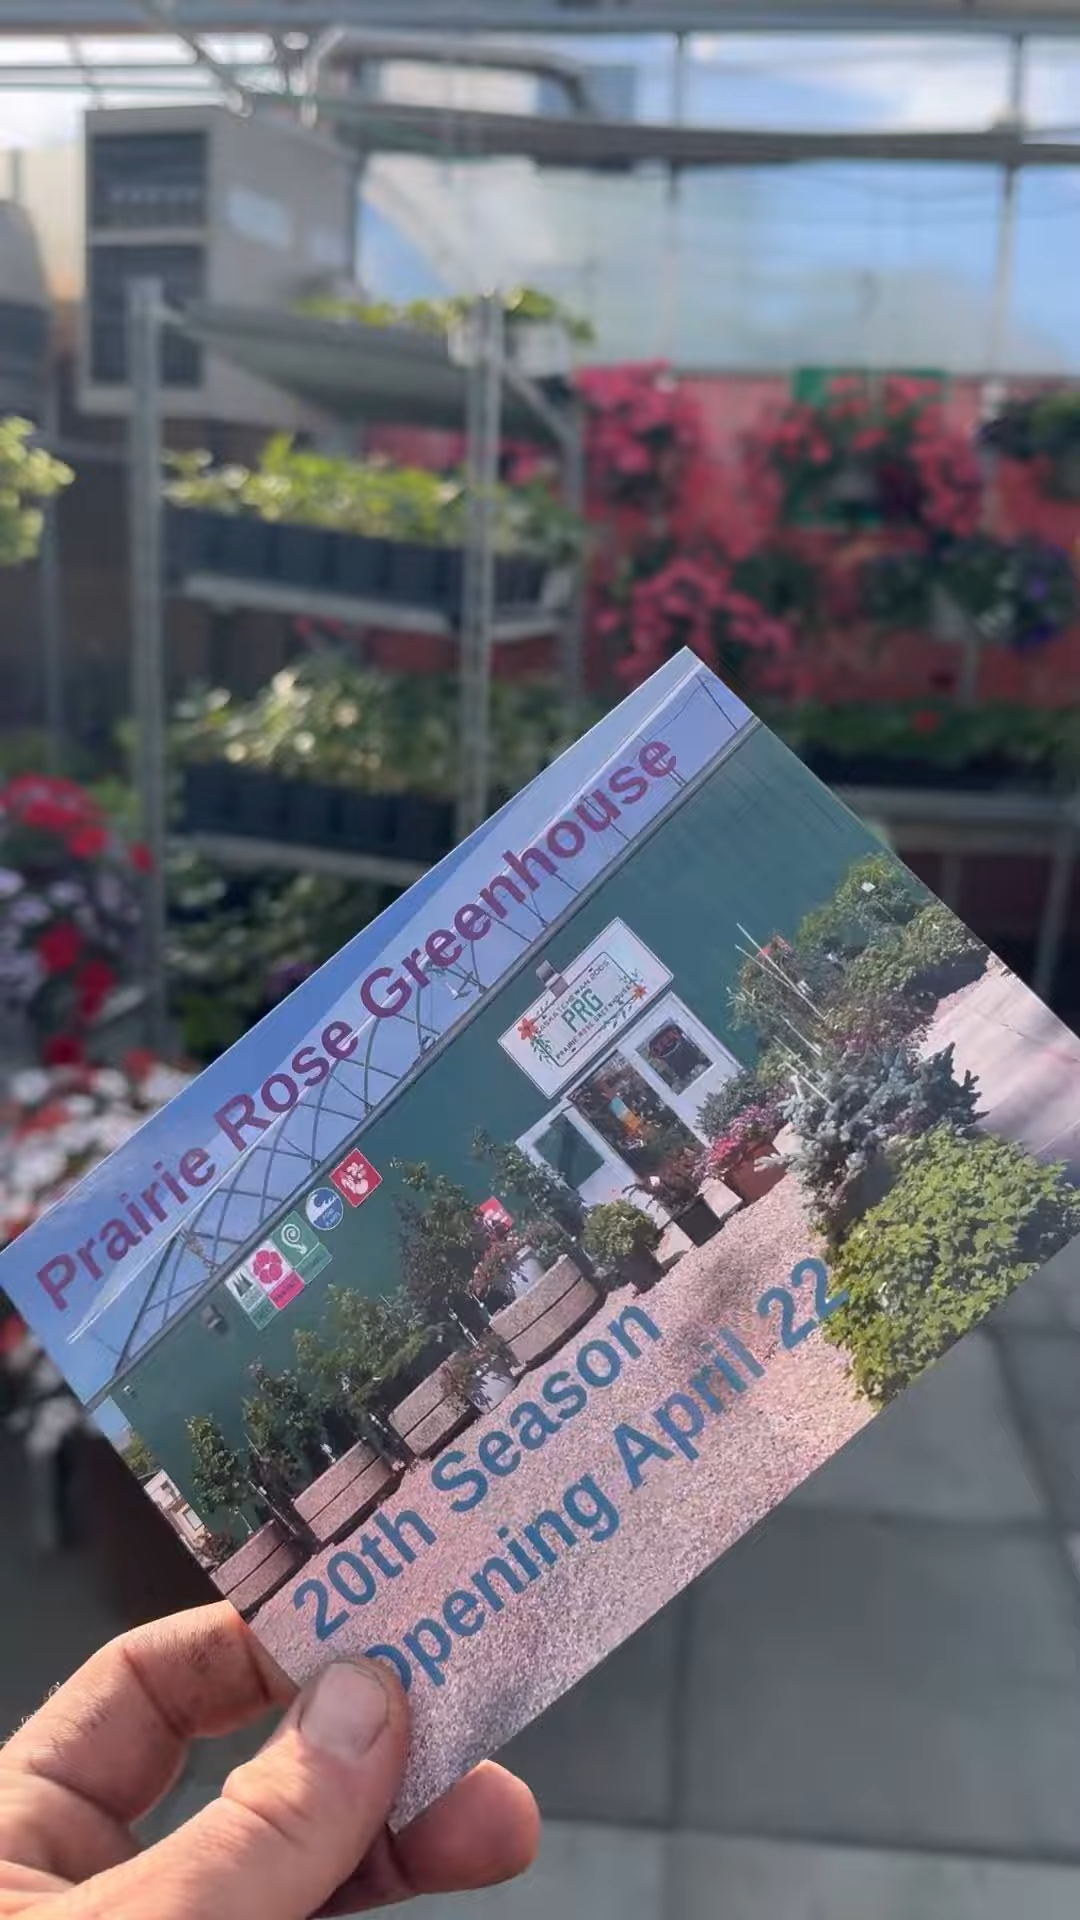 Prairie Rose Greenhouse
PRG
PRAIRIE ROSE GREENHOUSE
20th Season
Opening April 22